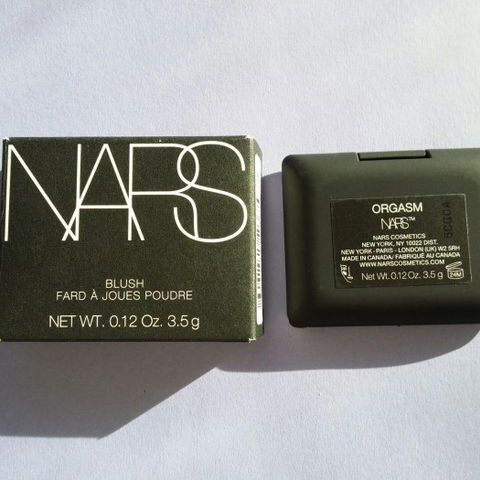 NARS
BLUSH
FARD À JOUES POUDRE
NET WT. 0.12 Oz. 3.5 g
ORGASM
NARS™
NARS COSMETICS
NEW YORK, NY 10022 DIST.
NEW YORK - PARIS - LONDON (UK) W2 5RH
MADE IN CANADA/ FABRIQUÉ AU CANADA
WWW.NARSCOSMETICS.COM
Net Wt. 0.12 Oz. 3.5 g
24M